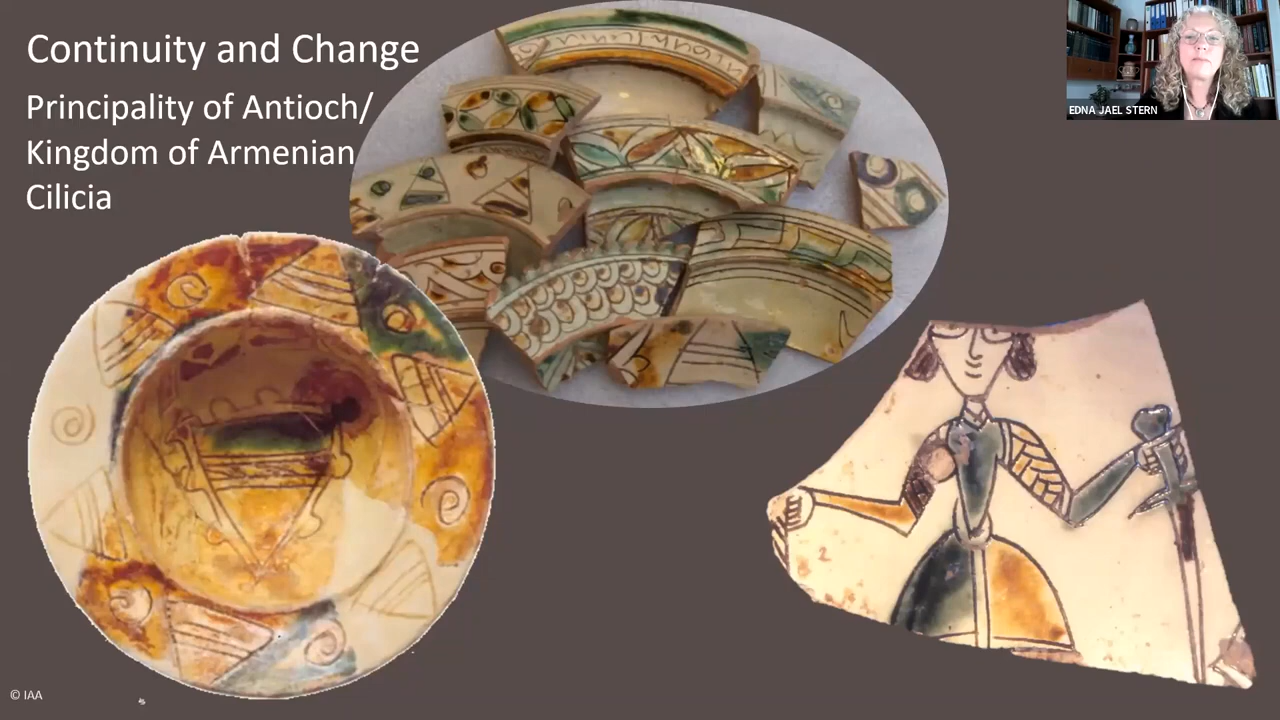 Continuity and Change
Principality of Antioch/
Kingdom of Armenian
Cilicia
EDNA JAEL STERN
© IAA